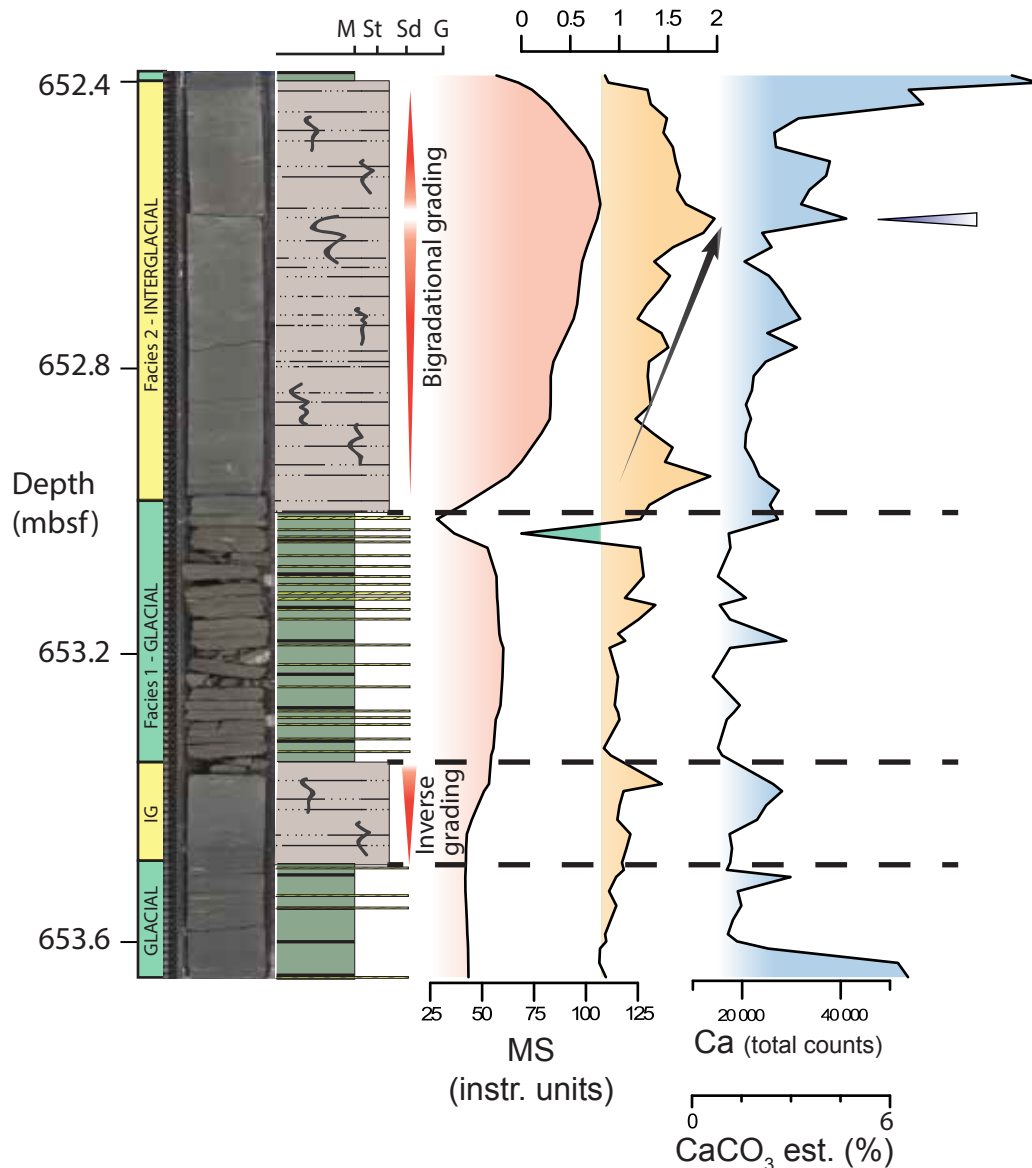 M St Sd G
0 0.5 1 1.5 2
652.4
652.8
653.2
653.6
Depth
(mbsf)
Facies 2 - INTERGLACIAL
Facies 1 - GLACIAL
IG
GLACIAL
Bigradational grading
Inverse
grading
25 50 75 100 125
MS
(instr. units)
20 000 40 000
Ca (total counts)
0 6
CaCO₃ est. (%)